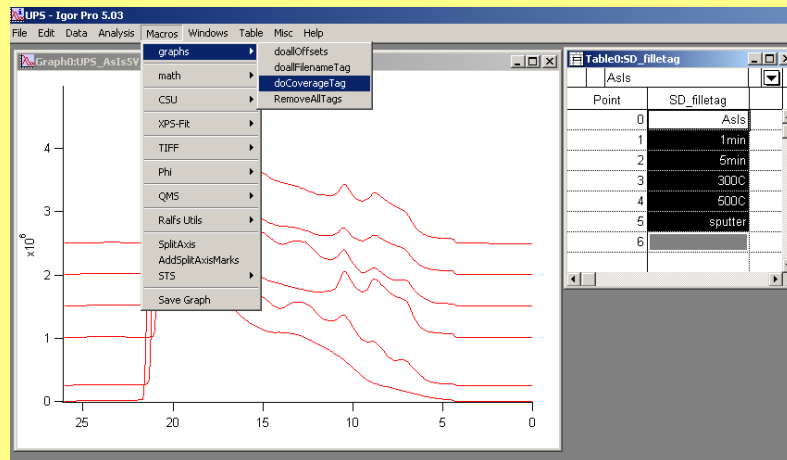 UPS - Igor Pro 5.03
File Edit Data Analysis Macros Windows Table Misc Help
Graph0:UPS_AsIs5V
graphs
math
CSU
XPS-Fit
TIFF
Phi
QMS
Ralfs Utils
SplitAxis
AddSplitAxisMarks
STS
Save Graph
doallOffsets
doallFilenameTag
doCoverageTag
RemoveAllTags
4
3
2
1
0
x10^6
25 20 15 10 5 0
Table0:SD_filletag
AsIs
Point SD_filletag
0 AsIs
1 1min
2 5min
3 300C
4 500C
5 sputter
6